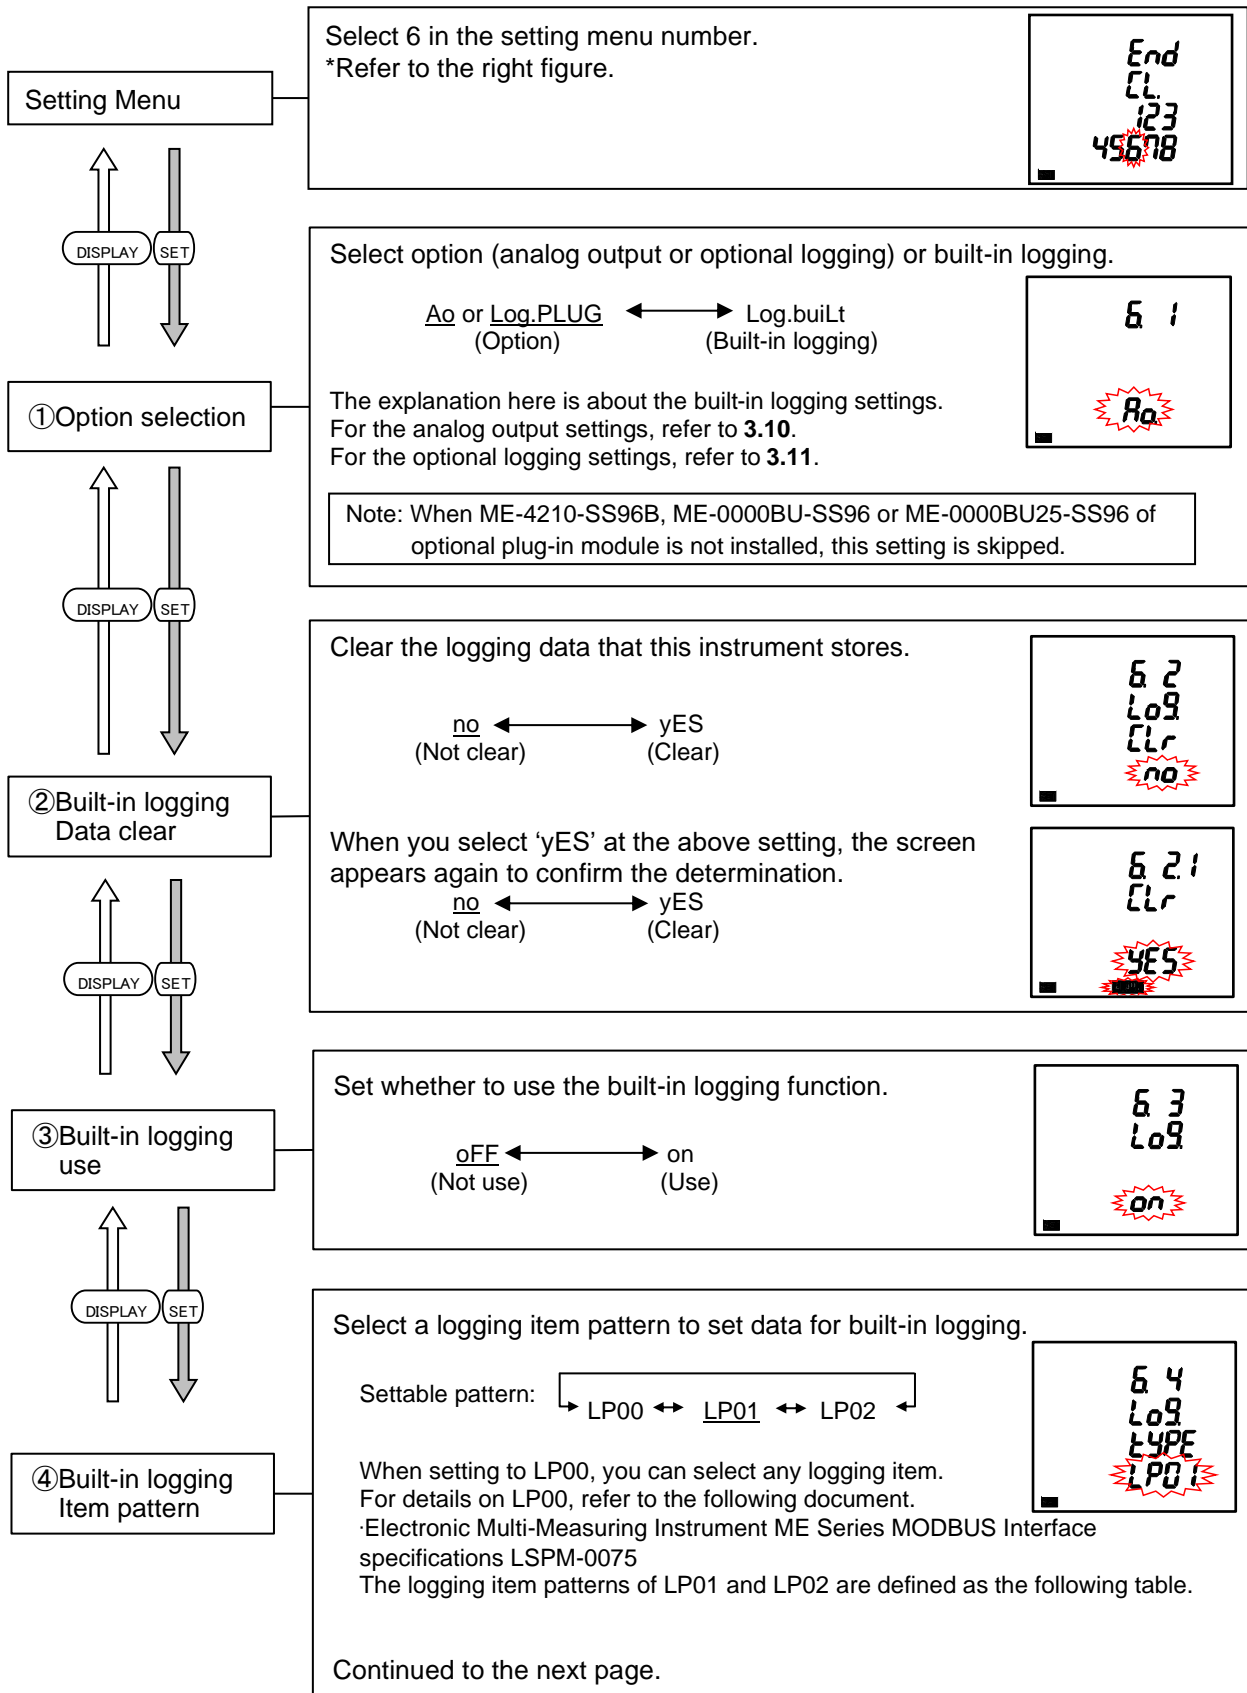 Setting Menu
Select 6 in the setting menu number.
*Refer to the right figure.
End
CL.
123
45678
DISPLAY SET
①Option selection
Select option (analog output or optional logging) or built-in logging.
Ao or Log.PLUG Log.buiLt
(Option) (Built-in logging)
The explanation here is about the built-in logging settings.
For the analog output settings, refer to 3.10.
For the optional logging settings, refer to 3.11.
Note: When ME-4210-SS96B, ME-0000BU-SS96 or ME-0000BU25-SS96 of
optional plug-in module is not installed, this setting is skipped.
6. 1
Ao.
DISPLAY SET
②Built-in logging
Data clear
Clear the logging data that this instrument stores.
no yES
(Not clear) (Clear)
6. 2
Log.
CLr
no
When you select ‘yES’ at the above setting, the screen
appears again to confirm the determination.
no yES
(Not clear) (Clear)
6. 2.1
CLr
yES
DISPLAY SET
③Built-in logging
use
Set whether to use the built-in logging function.
oFF on
(Not use) (Use)
6. 3
Log.
on
DISPLAY SET
④Built-in logging
Item pattern
Select a logging item pattern to set data for built-in logging.
Settable pattern: LP00 LP01 LP02
When setting to LP00, you can select any logging item.
For details on LP00, refer to the following document.
·Electronic Multi-Measuring Instrument ME Series MODBUS Interface
specifications LSPM-0075
The logging item patterns of LP01 and LP02 are defined as the following table.
Continued to the next page.
6. 4
Log.
tyPE
LP01